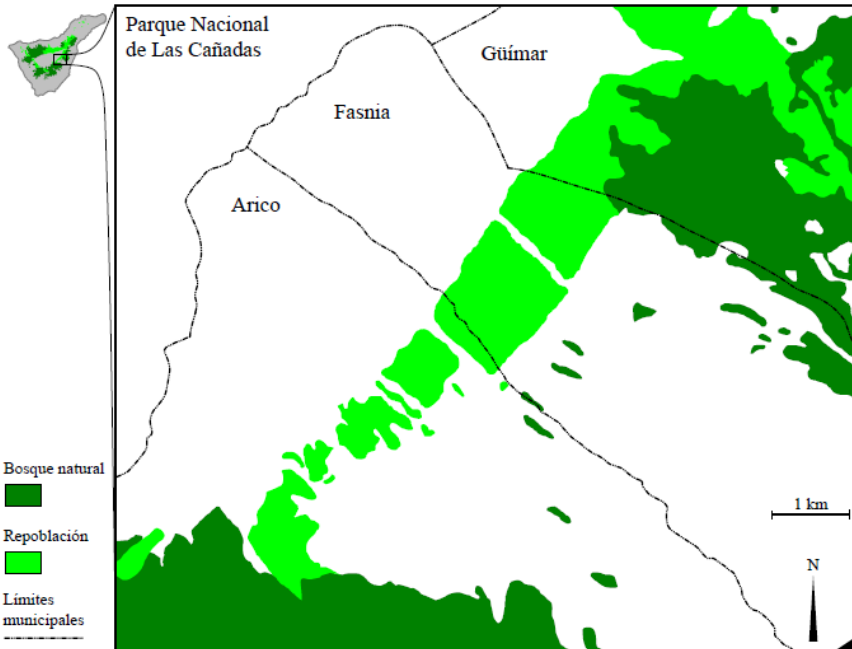 Parque Nacional
de Las Cañadas
Güímar
Fasnia
Arico
Bosque natural
Repoblación
Límites
municipales
1 km
N